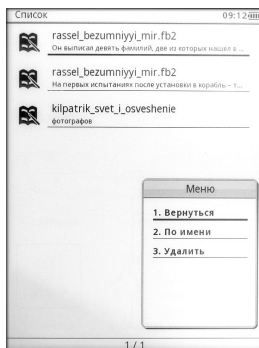 Список 09:12
rassel_bezumniyyi_mir.fb2
Он выписал девять фамилий, две из которых нашел в ...
rassel_bezumniyyi_mir.fb2
На первых испытаниях после установки в корабль – т...
kilpatrik_svet_i_osveshenie
фотографов
Меню
1. Вернуться
2. По имени
3. Удалить
1 / 1